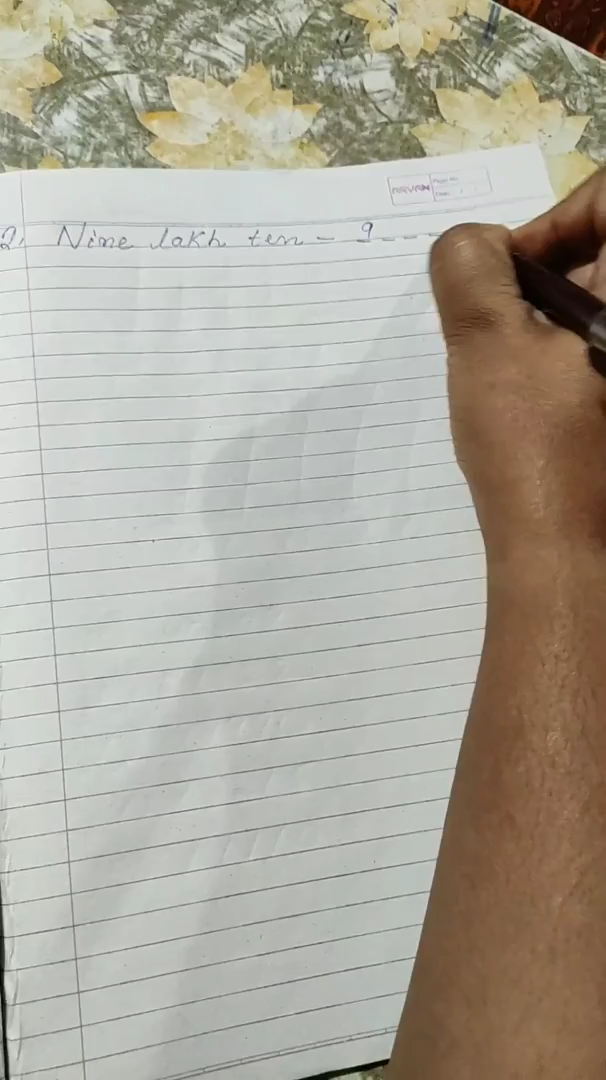 2. Nine lakh ten - 9 _ _ _ _